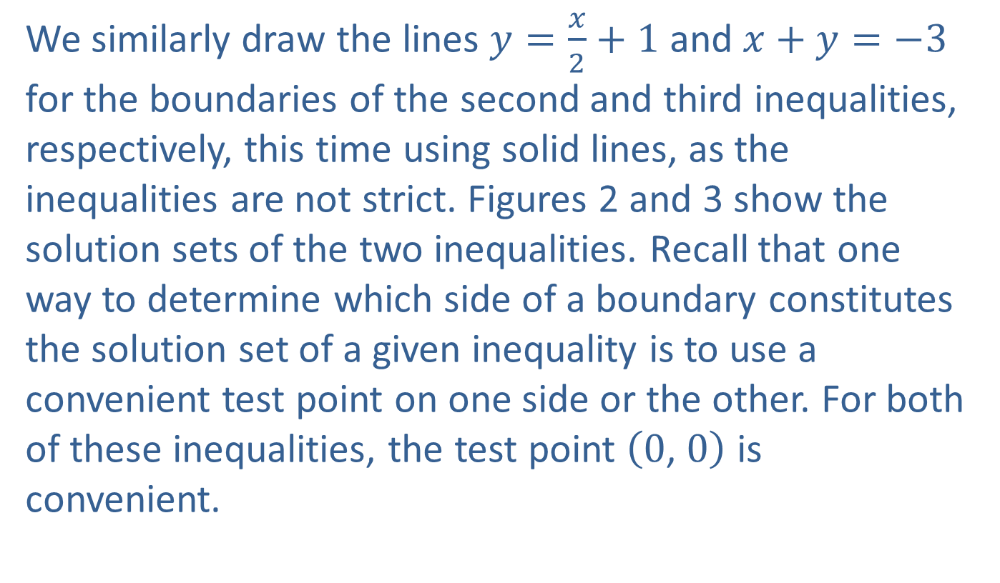 We similarly draw the lines y = x/2 + 1 and x + y = −3
for the boundaries of the second and third inequalities,
respectively, this time using solid lines, as the
inequalities are not strict. Figures 2 and 3 show the
solution sets of the two inequalities. Recall that one
way to determine which side of a boundary constitutes
the solution set of a given inequality is to use a
convenient test point on one side or the other. For both
of these inequalities, the test point (0, 0) is
convenient.